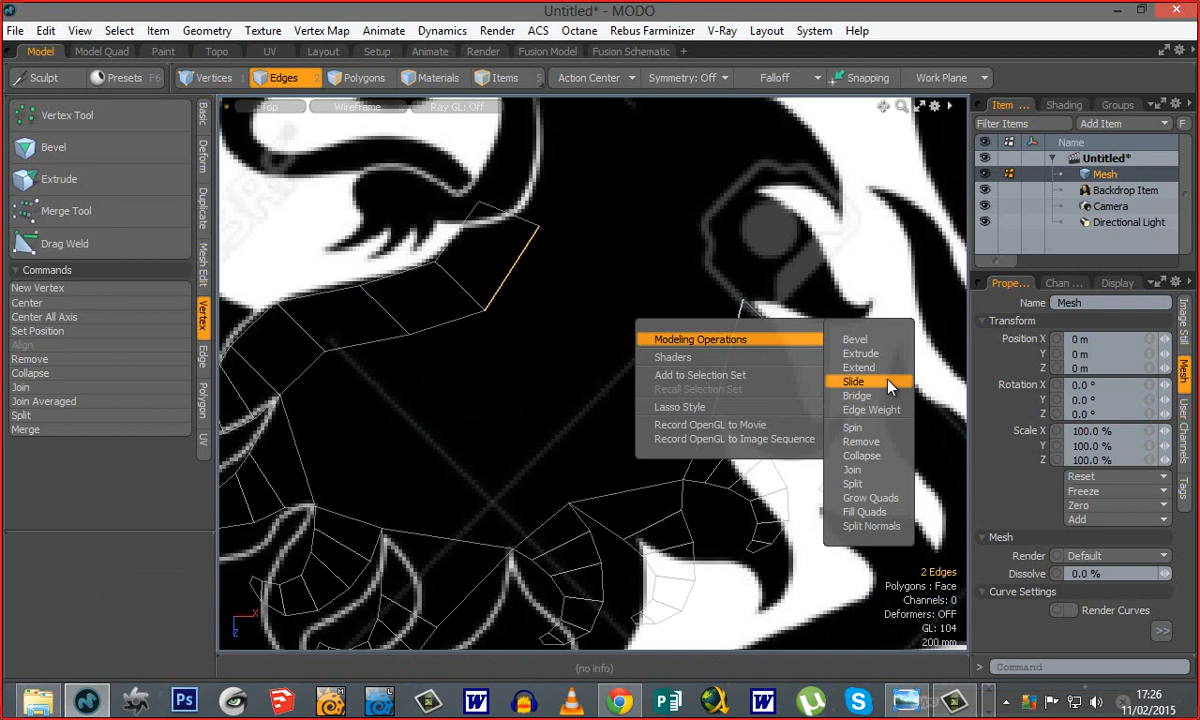 Untitled* - MODO
File Edit View Select Item Geometry Texture Vertex Map Animate Dynamics Render ACS Octane Rebus Farminizer V-Ray Layout System Help
Model Model Quad Paint Topo UV Layout Setup Animate Render Fusion Model Fusion Schematic +
Sculpt Presets F6 Vertices 1 Edges 2 Polygons Materials Items 5 Action Center Symmetry: Off Falloff Snapping Work Plane
Top Wireframe Ray GL: Off
Vertex Tool
Bevel
Extrude
Merge Tool
Drag Weld
Commands
New Vertex
Center
Center All Axis
Set Position
Align
Remove
Collapse
Join
Join Averaged
Split
Merge
Basic
Deform
Duplicate
Mesh Edit
Vertex
Edge
Polygon
UV
Modeling Operations
Shaders
Add to Selection Set
Recall Selection Set
Lasso Style
Record OpenGL to Movie
Record OpenGL to Image Sequence
Bevel
Extrude
Extend
Slide
Bridge
Edge Weight
Spin
Remove
Collapse
Join
Split
Grow Quads
Fill Quads
Split Normals
2 Edges
Polygons : Face
Channels: 0
Deformers: OFF
GL: 104
200 mm
X
Z
(no info)
Item ... Shading Groups
Filter Items Add Item F
Name
Untitled*
Mesh
Backdrop Item
Camera
Directional Light
Prope... Chan ... Display
Name Mesh
Transform
Position X 0 m
Y 0 m
Z 0 m
Rotation X 0.0 °
Y 0.0 °
Z 0.0 °
Scale X 100.0 %
Y 100.0 %
Z 100.0 %
Reset
Freeze
Zero
Add
Mesh
Render Default
Dissolve 0.0 %
Curve Settings
Render Curves
>>
Image Still
Mesh
User Channels
Tags
> Command
17:26
11/02/2015